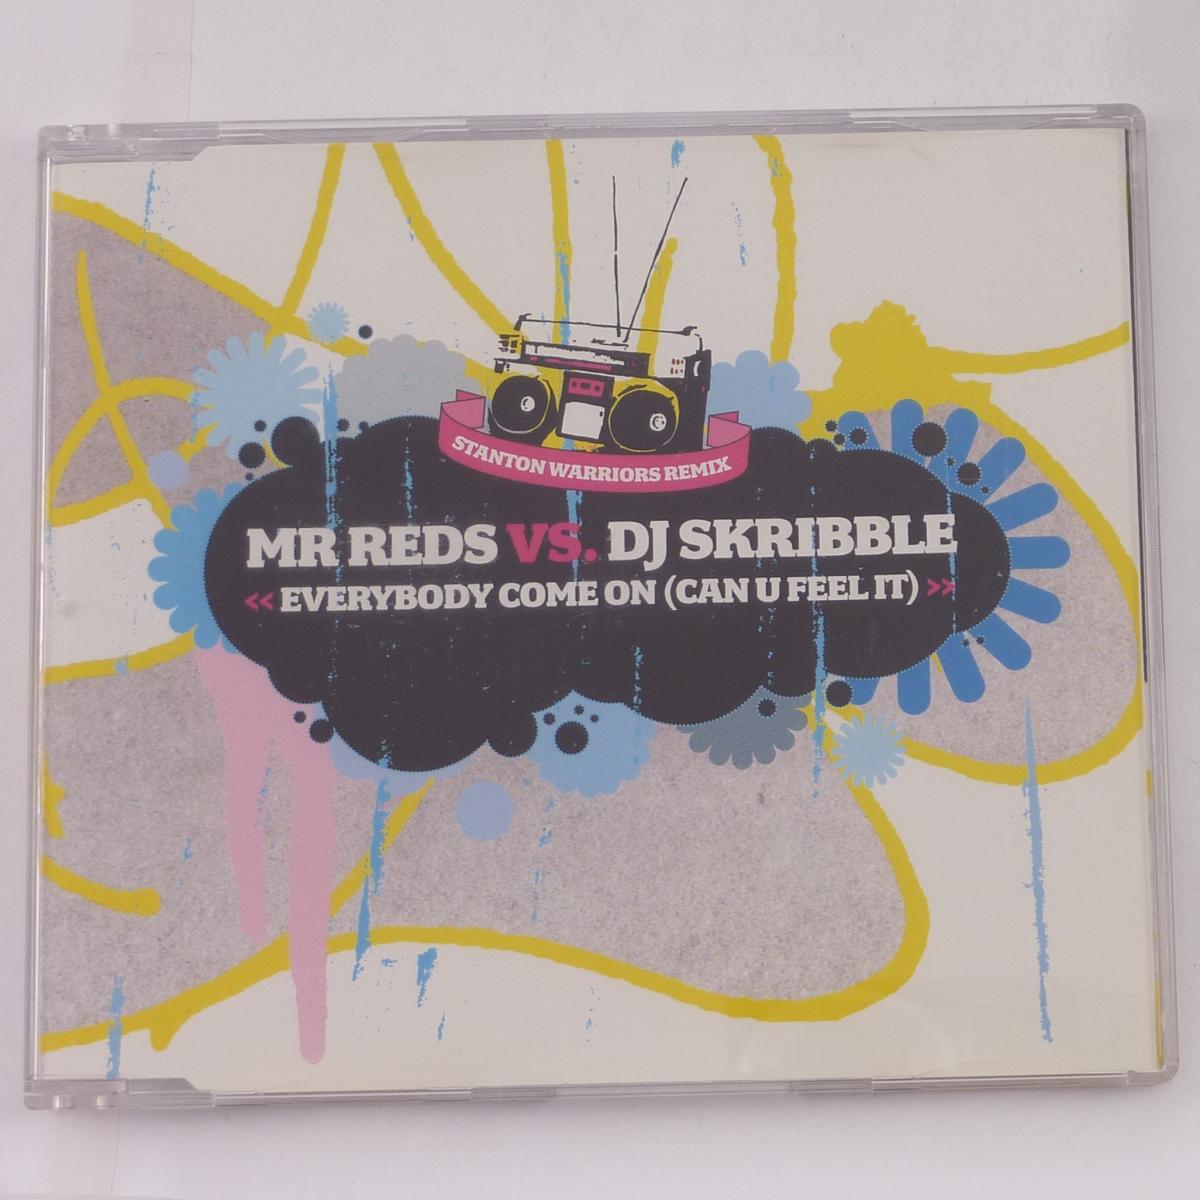 STANTON WARRIORS REMIX
MR REDS VS. DJ SKRIBBLE
<< EVERYBODY COME ON (CAN U FEEL IT) >>